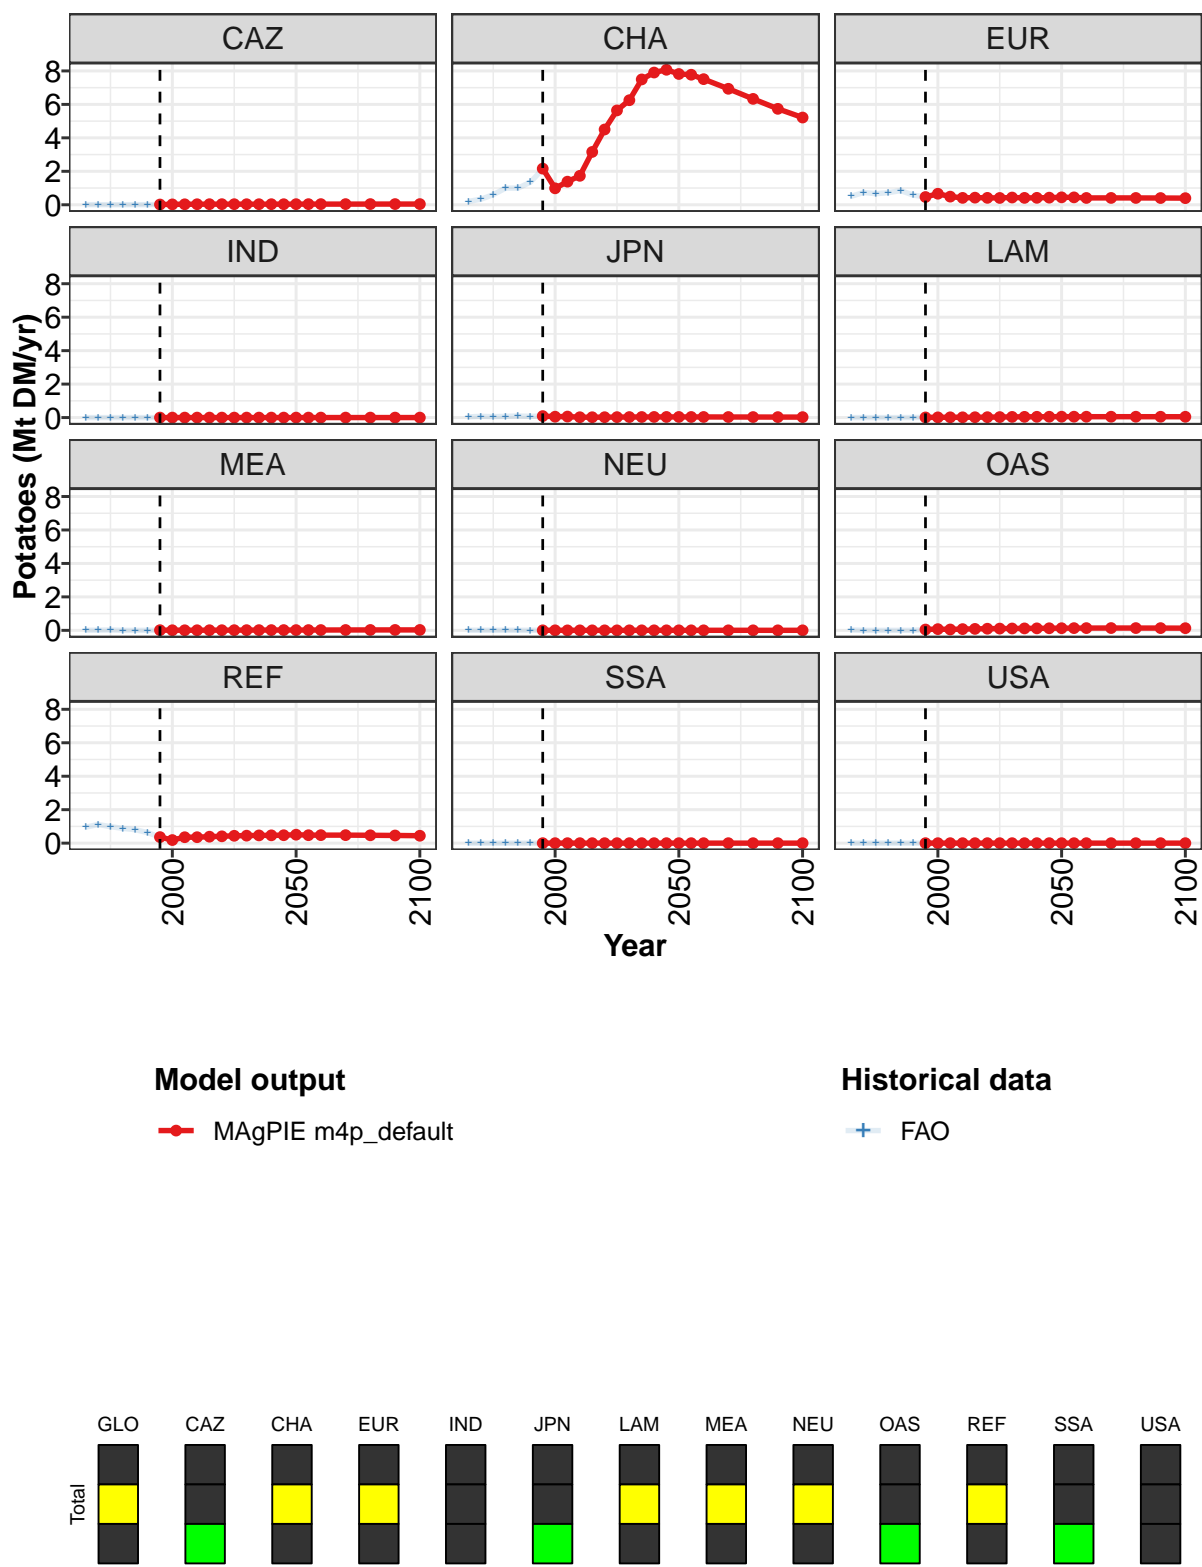 CAZ CHA EUR
8
6
4
2
0
IND JPN LAM
8
6
4
2
0
MEA NEU OAS
8
6
4
2
0
REF SSA USA
8
6
4
2
0
Potatoes (Mt DM/yr)
2000 2050 2100 2000 2050 2100 2000 2050 2100
Year
Model output
MAgPIE m4p_default
Historical data
FAO
GLO CAZ CHA EUR IND JPN LAM MEA NEU OAS REF SSA USA
Total